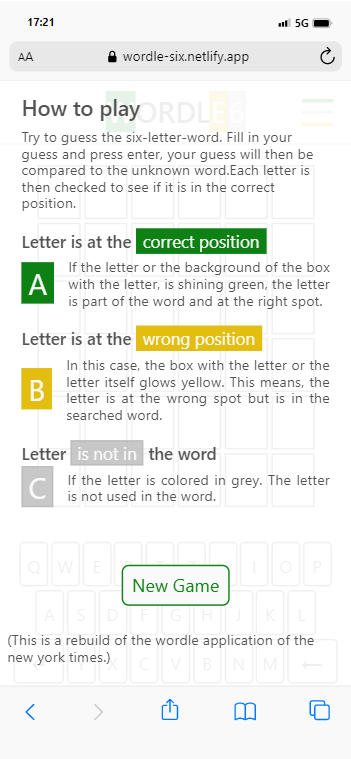 17:21
5G
AA
wordle-six.netlify.app
WORDLE6
How to play
Try to guess the six-letter-word. Fill in your
guess and press enter, your guess will then be
compared to the unknown word.Each letter is
then checked to see if it is in the correct
position.
Letter is at the correct position
A
If the letter or the background of the box
with the letter, is shining green, the letter
is part of the word and at the right spot.
Letter is at the wrong position
B
In this case, the box with the letter or the
letter itself glows yellow. This means, the
letter is at the wrong spot but is in the
searched word.
Letter is not in the word
C
If the letter is colored in grey. The letter
is not used in the word.
Q W E I O P
New Game
A S D F G H J K L
(This is a rebuild of the wordle application of the
new york times.)
X C V B N M